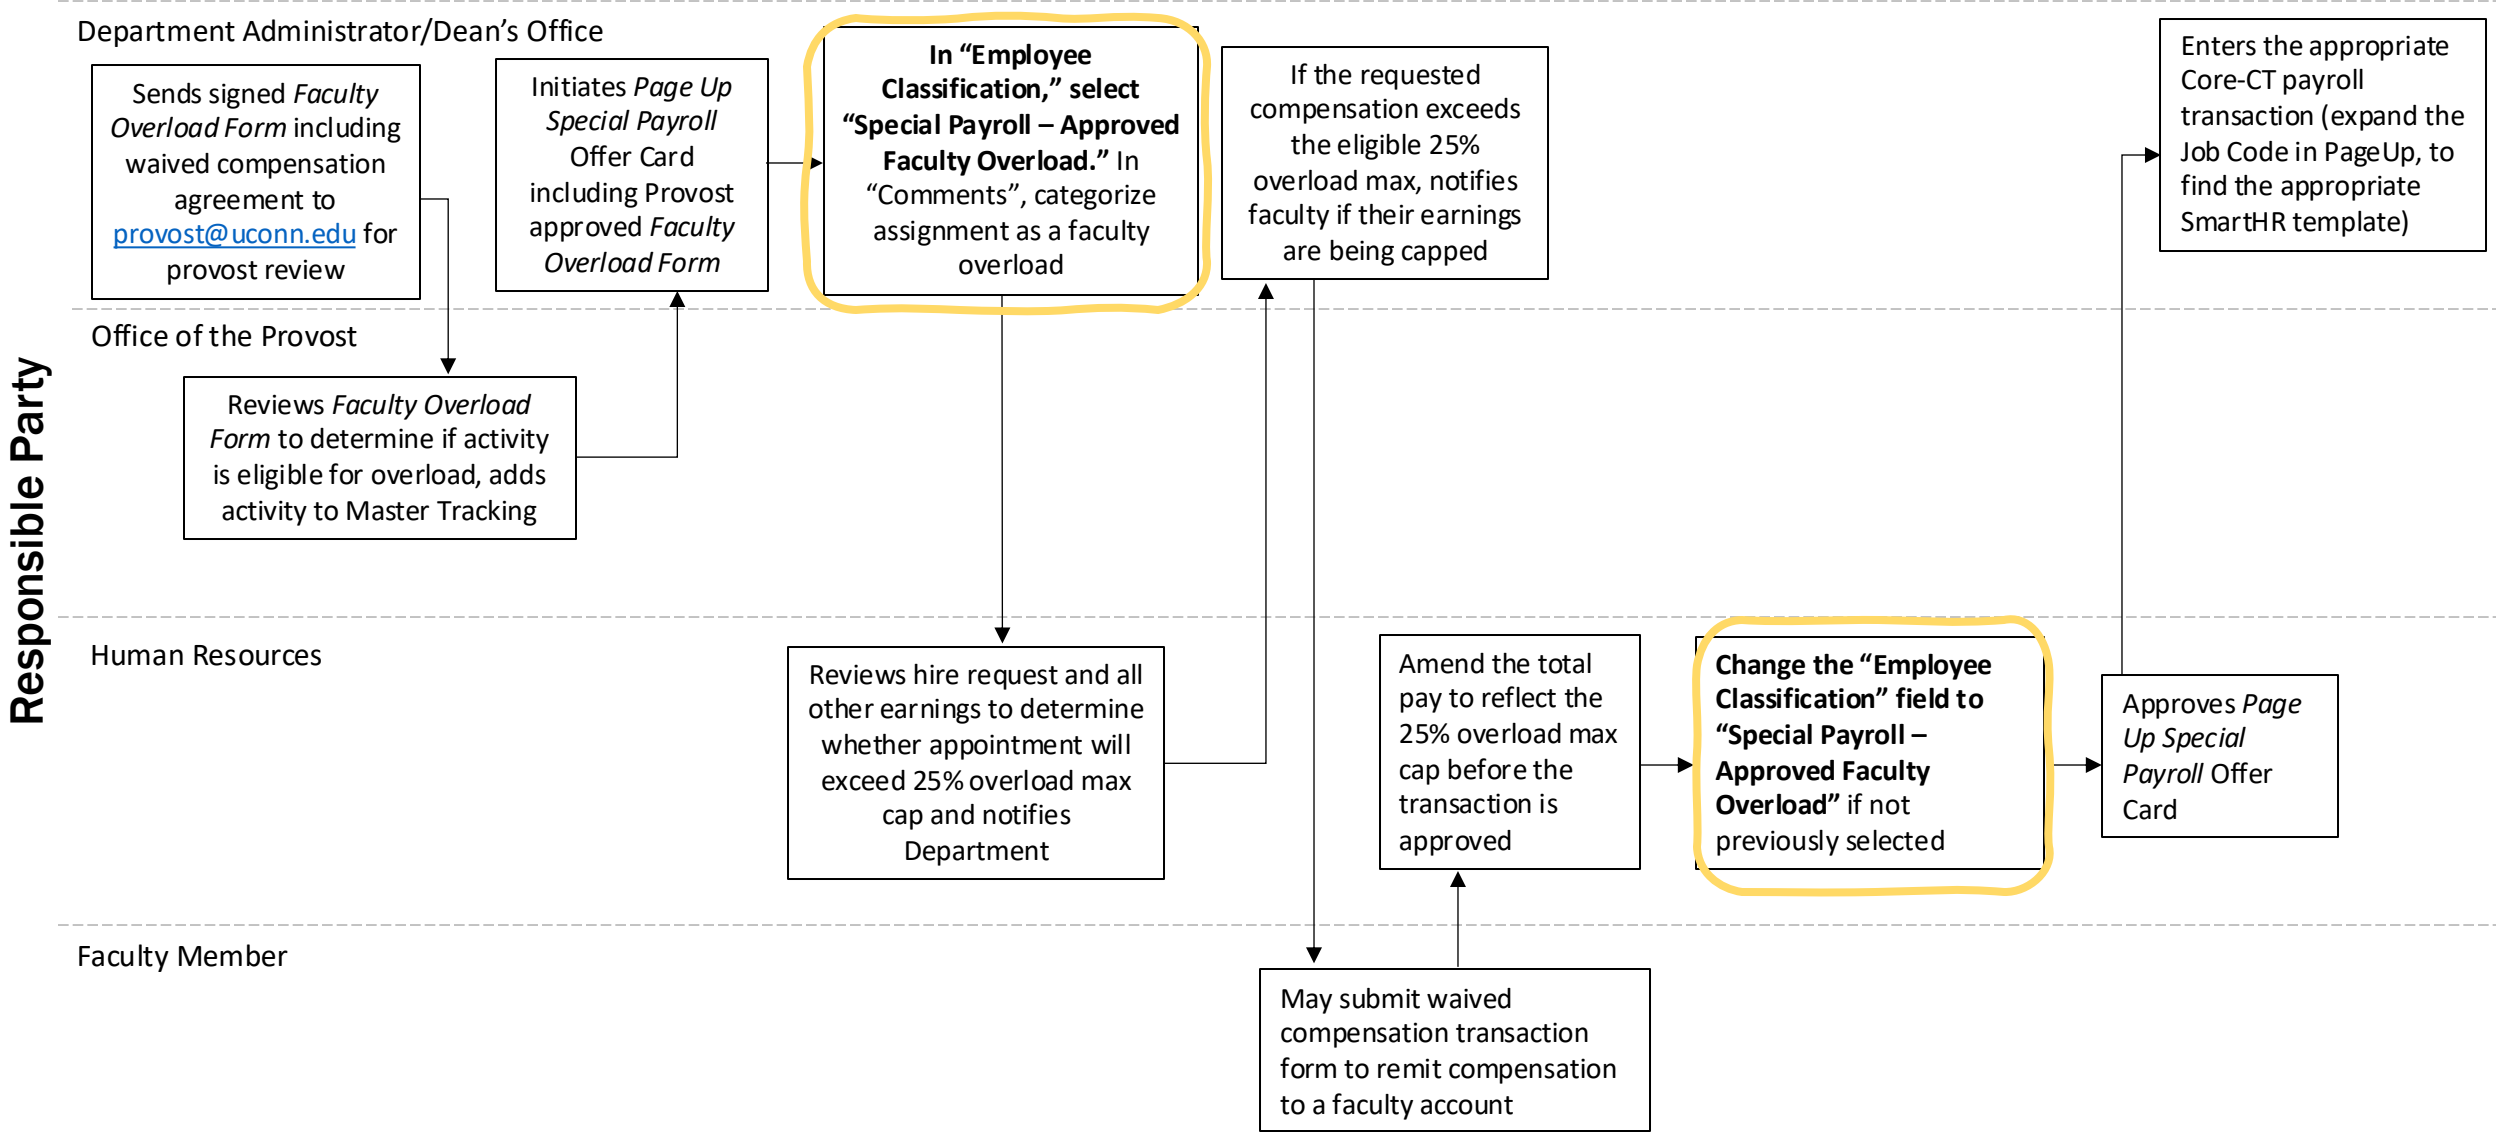 Responsible Party
Department Administrator/Dean’s Office
Sends signed Faculty
Overload Form including
waived compensation
agreement to
provost@uconn.edu for
provost review
Initiates Page Up
Special Payroll
Offer Card
including Provost
approved Faculty
Overload Form
In “Employee
Classification,” select
“Special Payroll – Approved
Faculty Overload.” In
“Comments”, categorize
assignment as a faculty
overload
If the requested
compensation exceeds
the eligible 25%
overload max, notifies
faculty if their earnings
are being capped
Enters the appropriate
Core-CT payroll
transaction (expand the
Job Code in PageUp, to
find the appropriate
SmartHR template)
Office of the Provost
Reviews Faculty Overload
Form to determine if activity
is eligible for overload, adds
activity to Master Tracking
Human Resources
Reviews hire request and all
other earnings to determine
whether appointment will
exceed 25% overload max
cap and notifies
Department
Amend the total
pay to reflect the
25% overload max
cap before the
transaction is
approved
Change the “Employee
Classification” field to
“Special Payroll –
Approved Faculty
Overload” if not
previously selected
Approves Page
Up Special
Payroll Offer
Card
Faculty Member
May submit waived
compensation transaction
form to remit compensation
to a faculty account